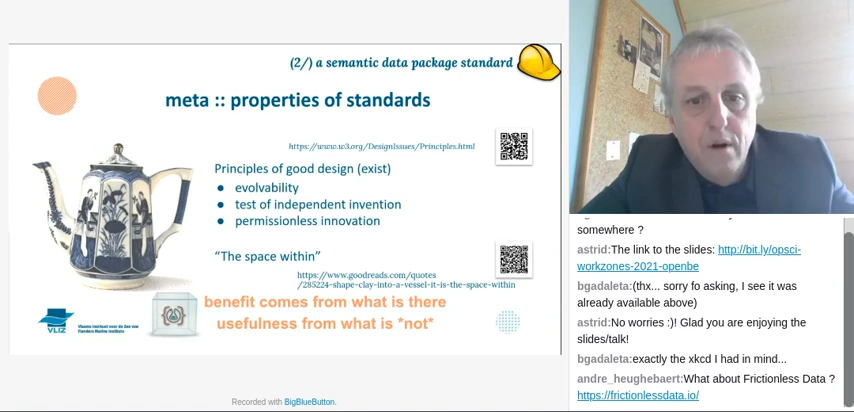 (2/) a semantic data package standard
meta :: properties of standards
https://www.w3.org/DesignIssues/Principles.html
Principles of good design (exist)
● evolvability
● test of independent invention
● permissionless innovation
“The space within”
https://www.goodreads.com/quotes
/285224-shape-clay-into-a-vessel-it-is-the-space-within
benefit comes from what is there
usefulness from what is *not*
VLIZ
Vlaams Instituut voor de Zee vzw
Flanders Marine Institute
Recorded with BigBlueButton.
somewhere ?
astrid:The link to the slides: http://bit.ly/opsci-
workzones-2021-openbe
bgadaleta:(thx... sorry fo asking, I see it was
already available above)
astrid:No worries :)! Glad you are enjoying the
slides/talk!
bgadaleta:exactly the xkcd I had in mind...
andre_heughebaert:What about Frictionless Data ?
https://frictionlessdata.io/